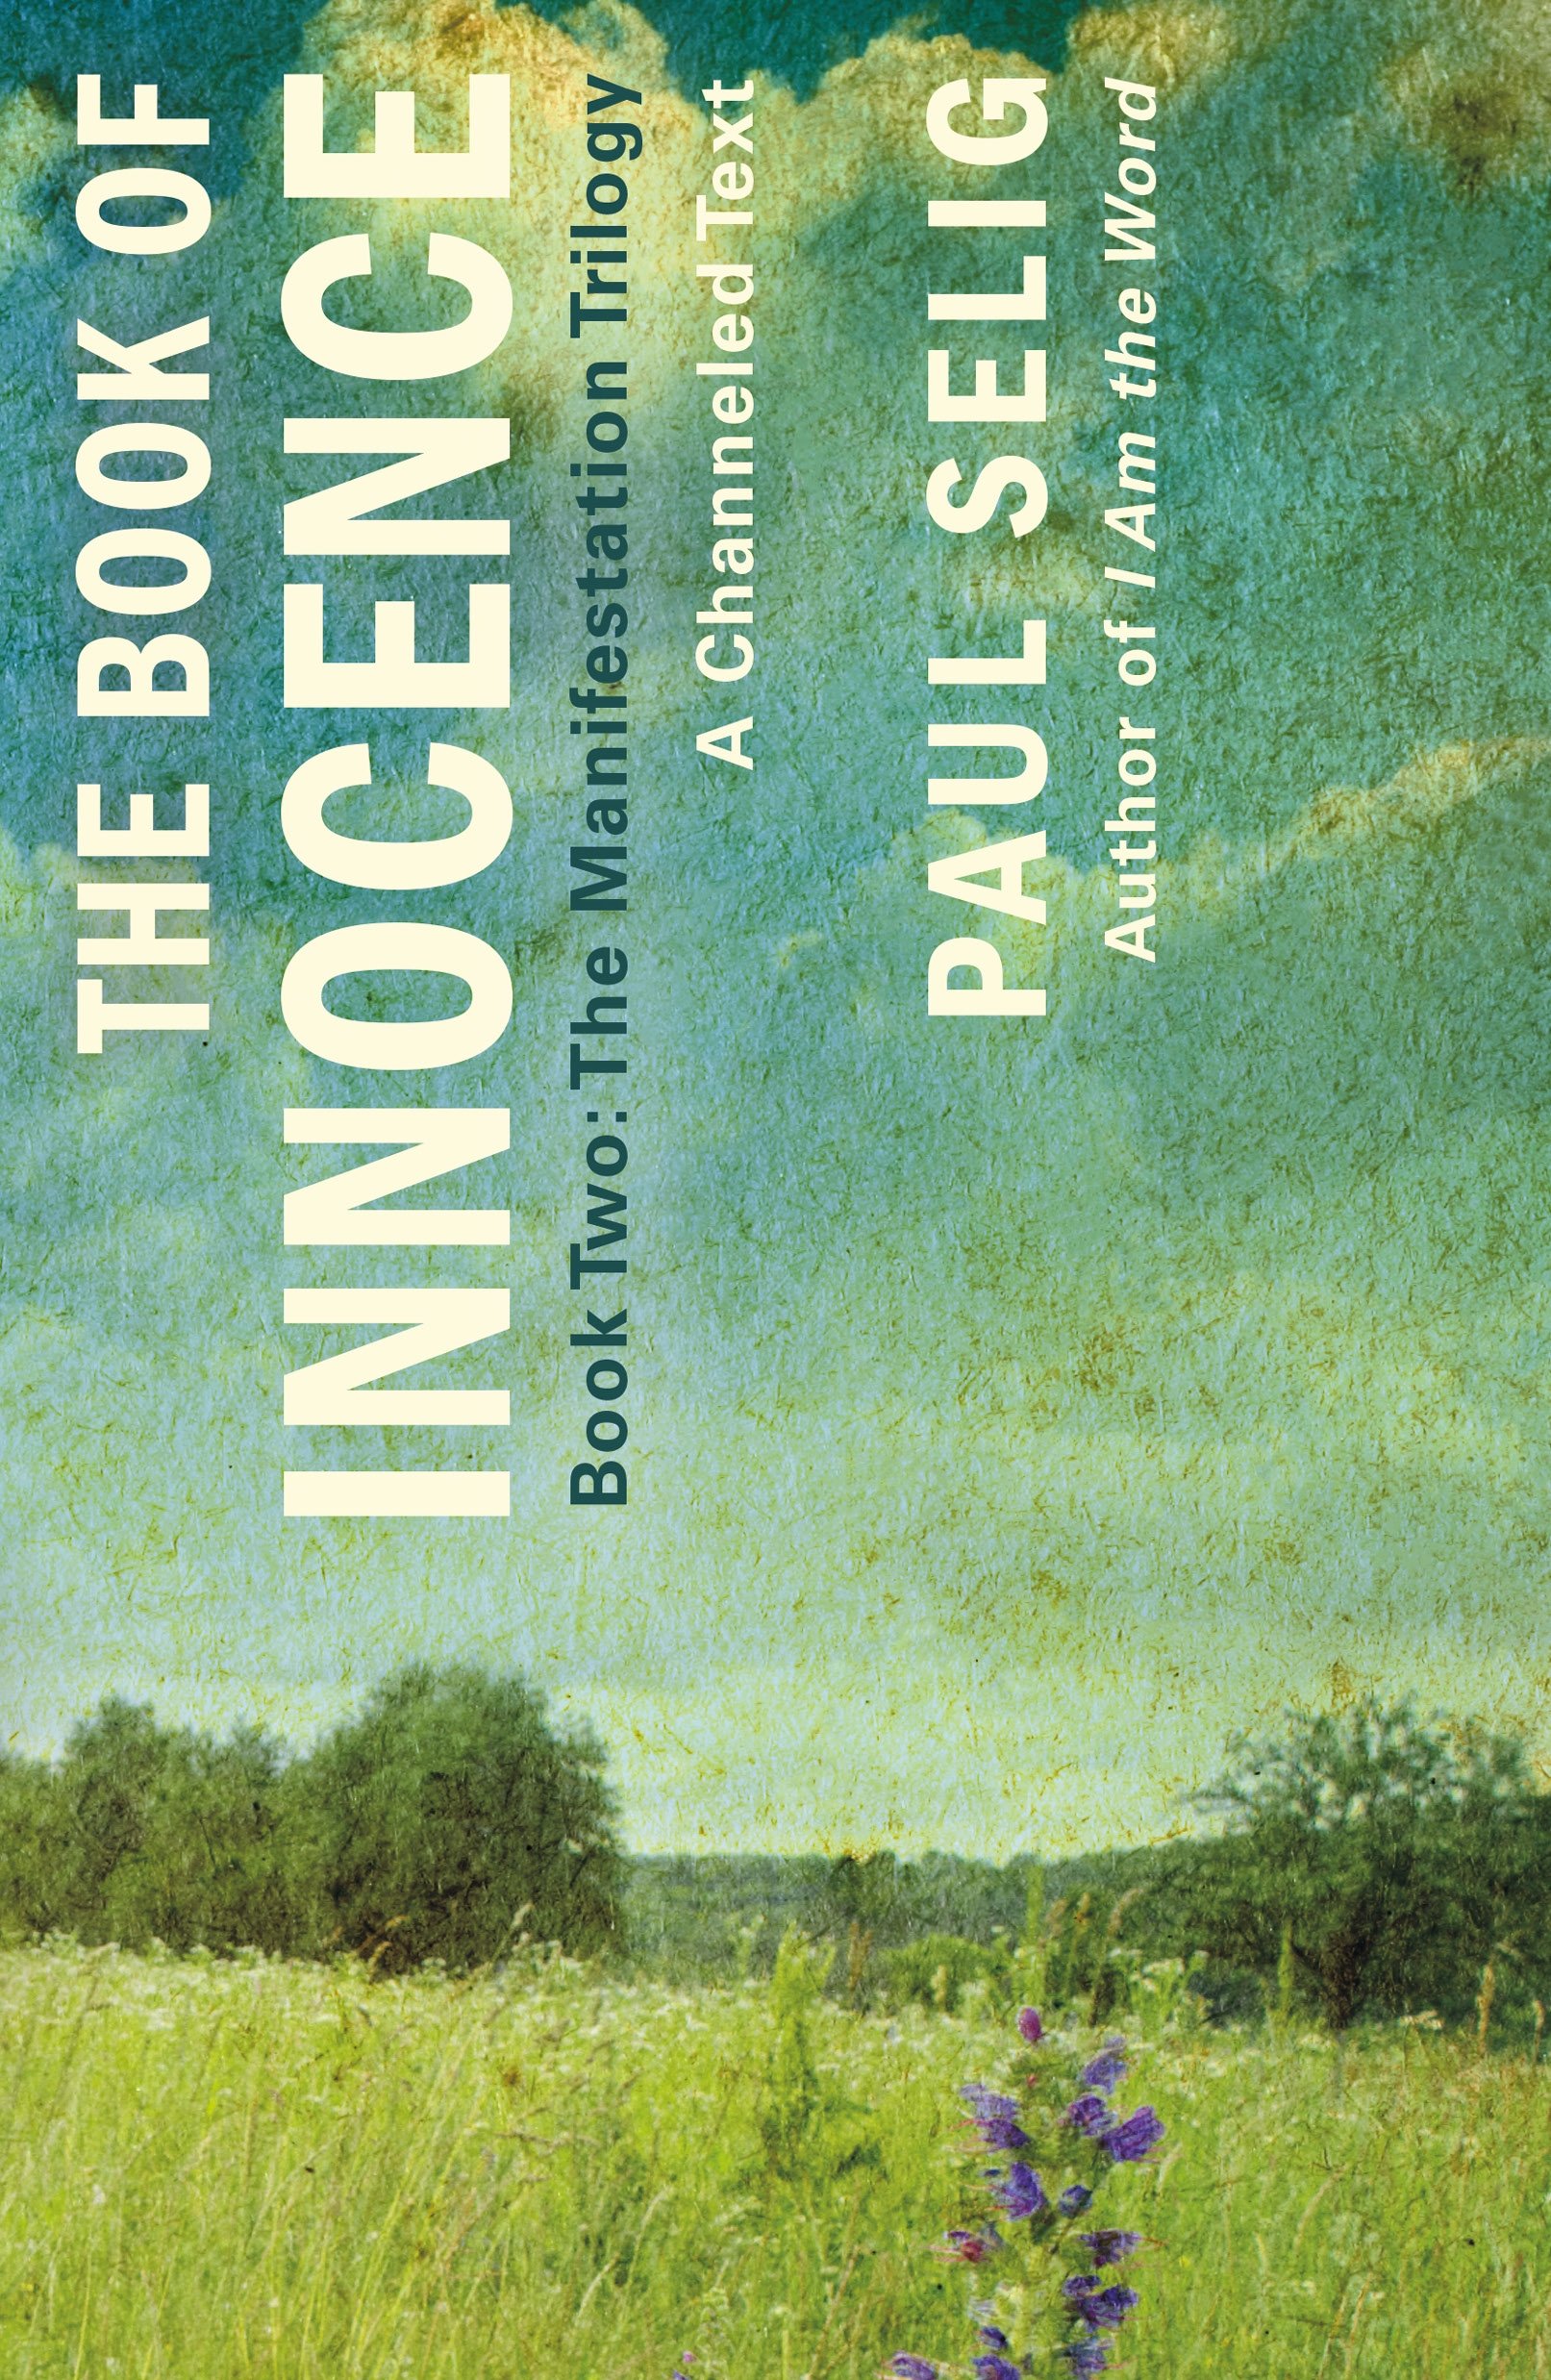 THE BOOK OF
INNOCENCE
Book Two: The Manifestation Trilogy
A Channeled Text
PAUL SELIG
Author of I Am the Word